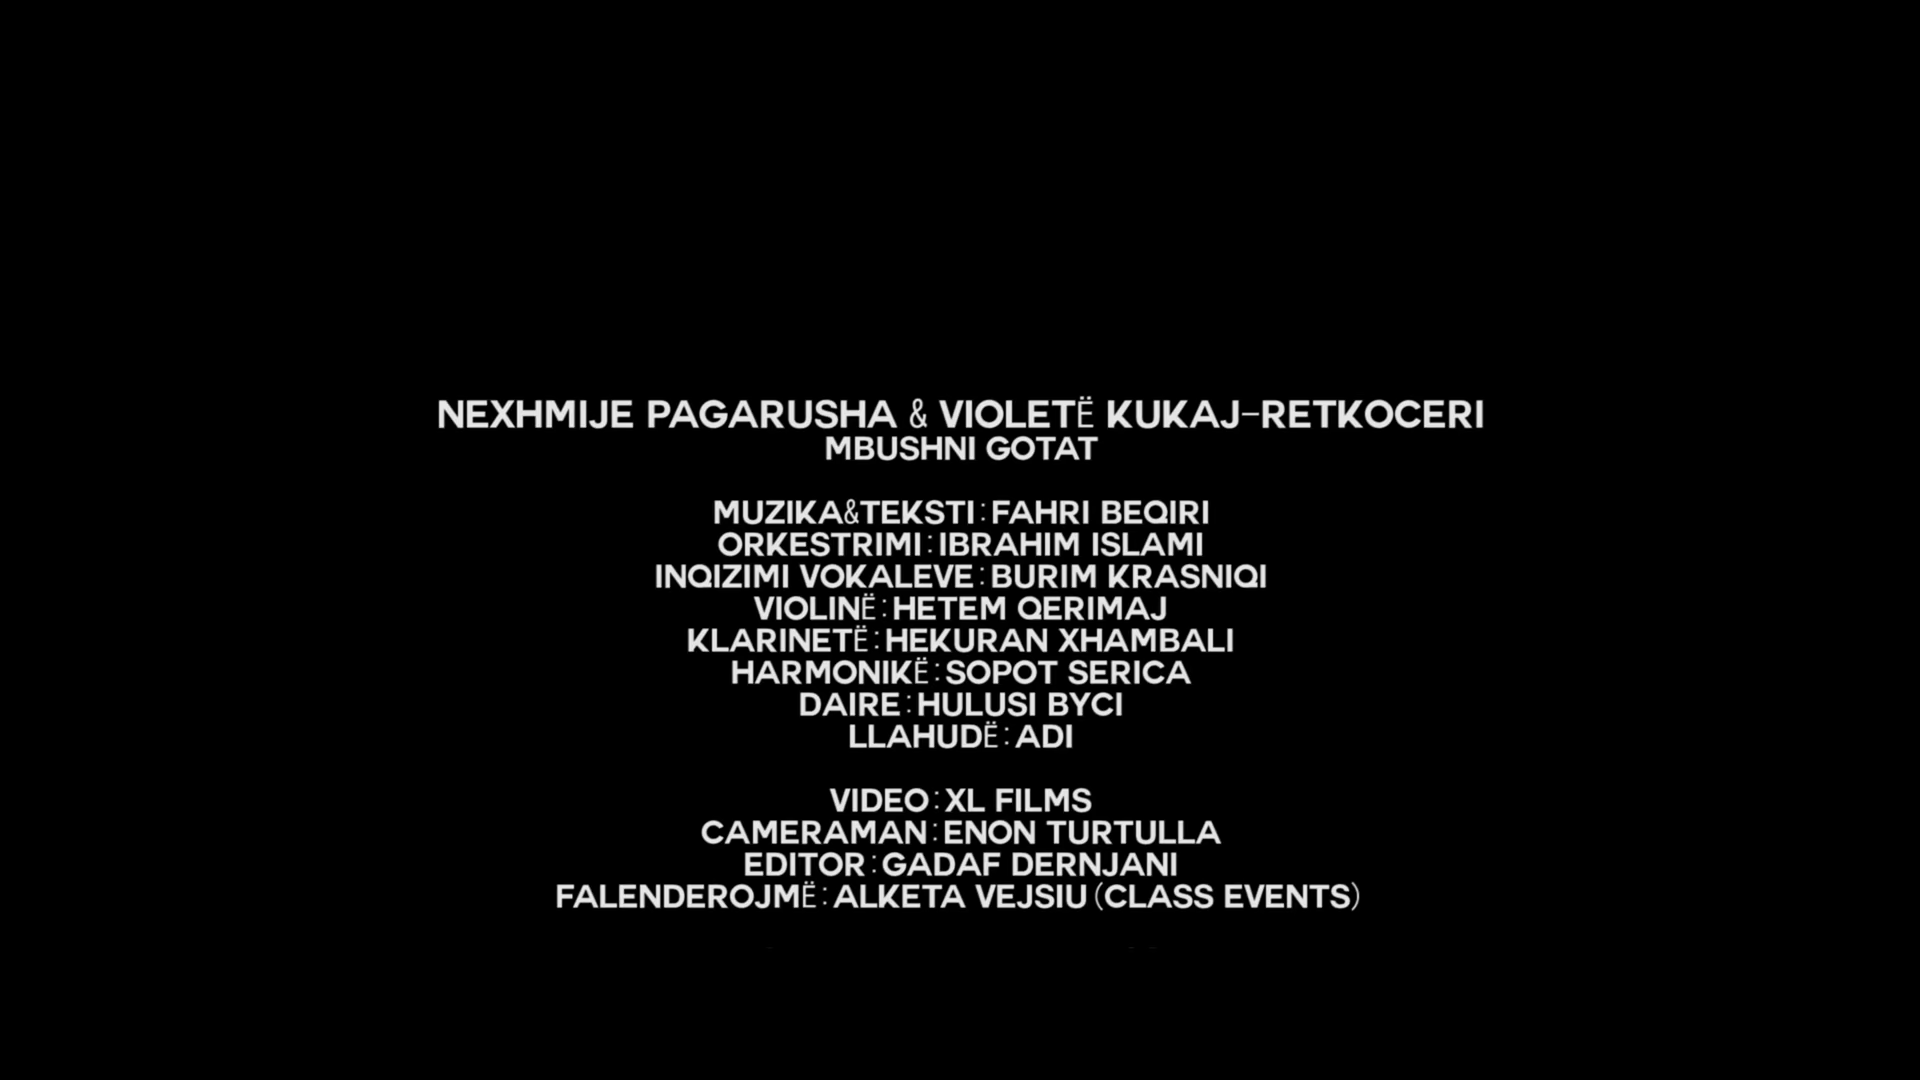 NEXHMIJE PAGARUSHA & VIOLETË KUKAJ-RETKOCERI
MBUSHNI GOTAT
MUZIKA&TEKSTI:FAHRI BEQIRI
ORKESTRIMI:IBRAHIM ISLAMI
INQIZIMI VOKALEVE:BURIM KRASNIQI
VIOLINË:HETEM QERIMAJ
KLARINETË:HEKURAN XHAMBALI
HARMONIKË:SOPOT SERICA
DAIRE:HULUSI BYCI
LLAHUDË:ADI
VIDEO:XL FILMS
CAMERAMAN:ENON TURTULLA
EDITOR:GADAF DERNJANI
FALENDEROJMË:ALKETA VEJSIU(CLASS EVENTS)